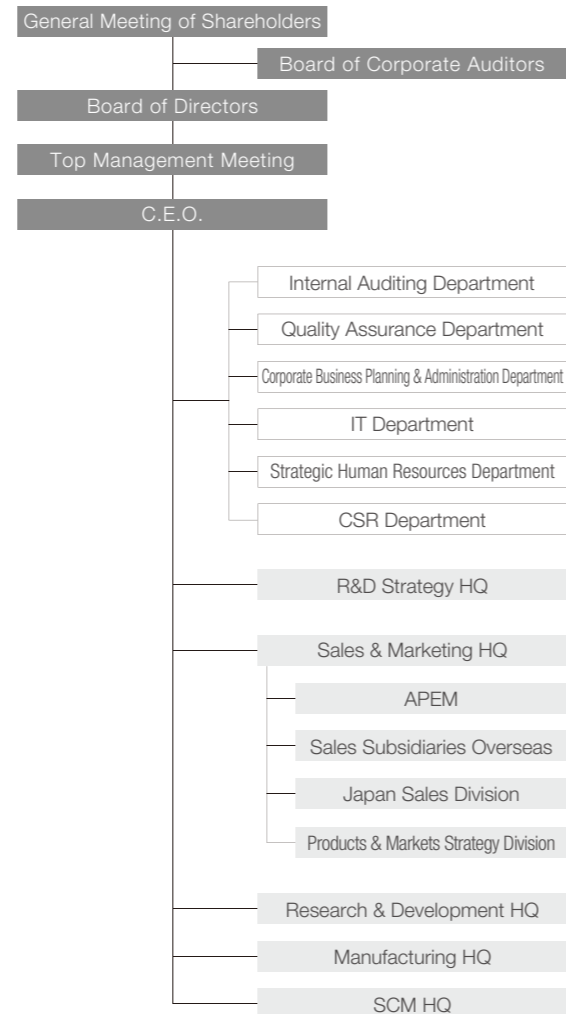 General Meeting of Shareholders
Board of Corporate Auditors
Board of Directors
Top Management Meeting
C.E.O.
Internal Auditing Department
Quality Assurance Department
Corporate Business Planning & Administration Department
IT Department
Strategic Human Resources Department
CSR Department
R&D Strategy HQ
Sales & Marketing HQ
APEM
Sales Subsidiaries Overseas
Japan Sales Division
Products & Markets Strategy Division
Research & Development HQ
Manufacturing HQ
SCM HQ